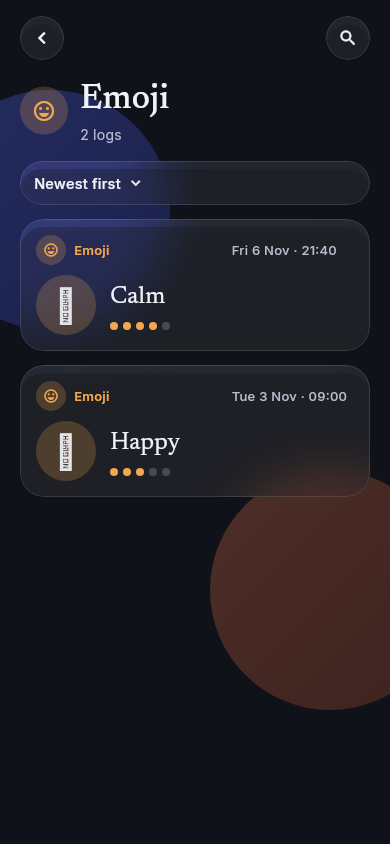 Emoji
2 logs
Newest first
Emoji
Fri 6 Nov · 21:40
NO GLYPH
Calm
Emoji
Tue 3 Nov · 09:00
NO GLYPH
Happy